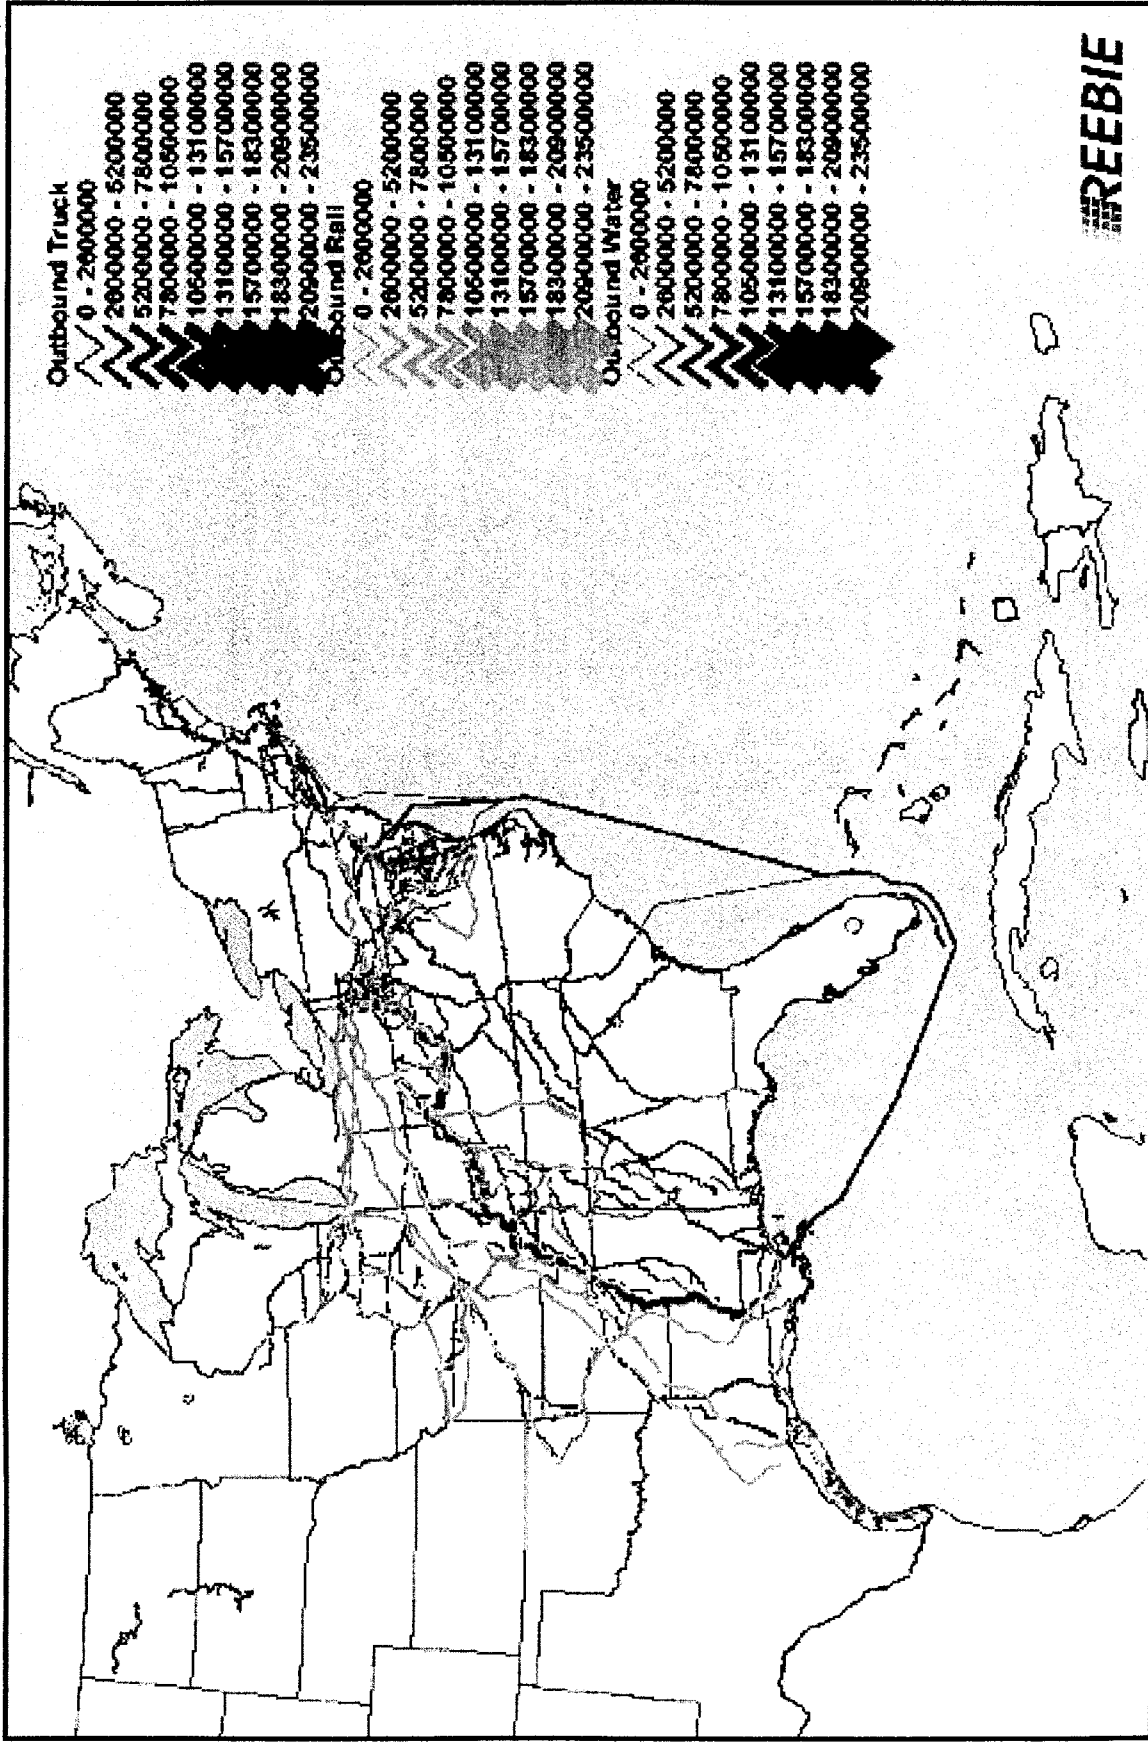 Outbound Truck
0 - 2600000
2600000 - 5200000
5200000 - 7800000
7800000 - 10500000
10500000 - 13100000
13100000 - 15700000
15700000 - 18300000
18300000 - 20900000
20900000 - 23500000
Outbound Rail
0 - 2600000
2600000 - 5200000
5200000 - 7800000
7800000 - 10500000
10500000 - 13100000
13100000 - 15700000
15700000 - 18300000
18300000 - 20900000
20900000 - 23500000
Outbound Water
0 - 2600000
2600000 - 5200000
5200000 - 7800000
7800000 - 10500000
10500000 - 13100000
13100000 - 15700000
15700000 - 18300000
18300000 - 20900000
20900000 - 23500000
REEBIE